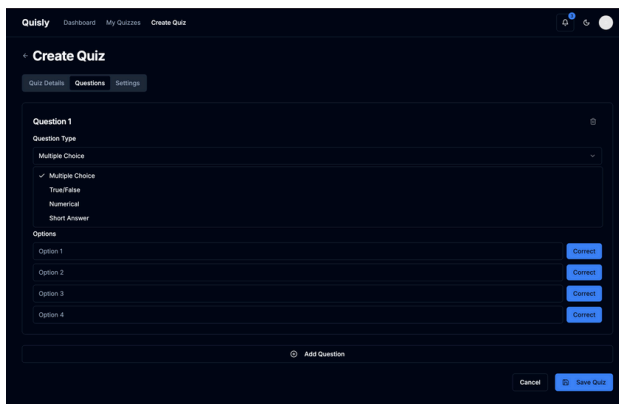 Quisly Dashboard My Quizzes Create Quiz
Create Quiz
Quiz Details Questions Settings
Question 1
Question Type
Multiple Choice
Multiple Choice
True/False
Numerical
Short Answer
Options
Option 1 Correct
Option 2 Correct
Option 3 Correct
Option 4 Correct
Add Question
Cancel Save Quiz